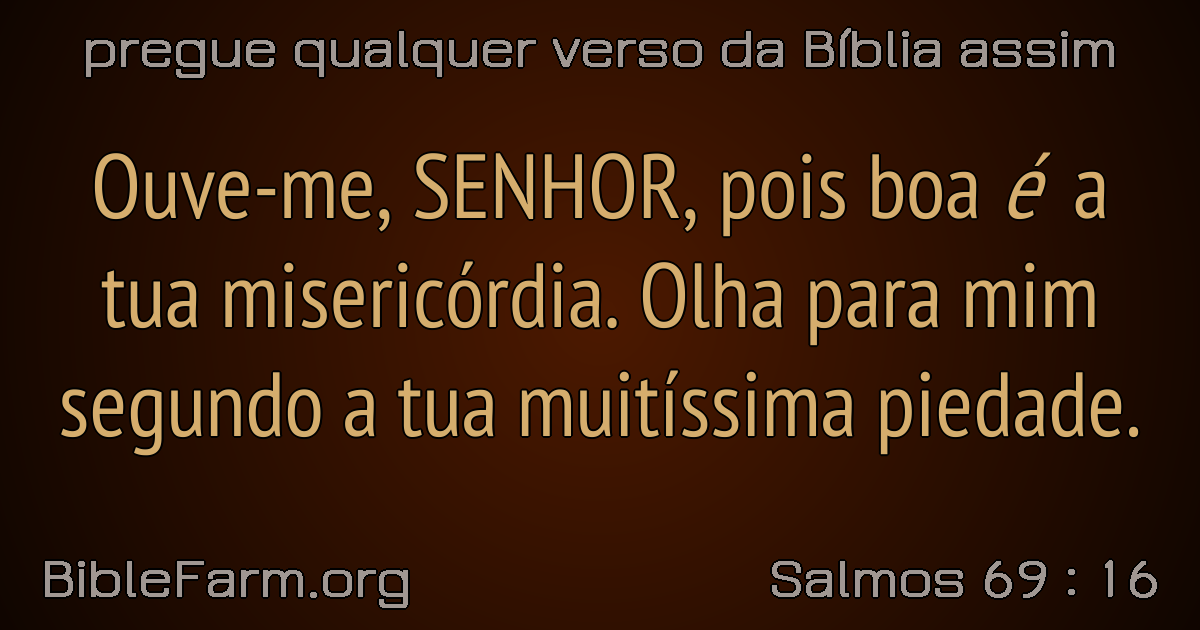 pregue qualquer verso da Bíblia assim
Ouve-me, SENHOR, pois boa é a
tua misericórdia. Olha para mim
segundo a tua muitíssima piedade.
BibleFarm.org
Salmos 69 : 16